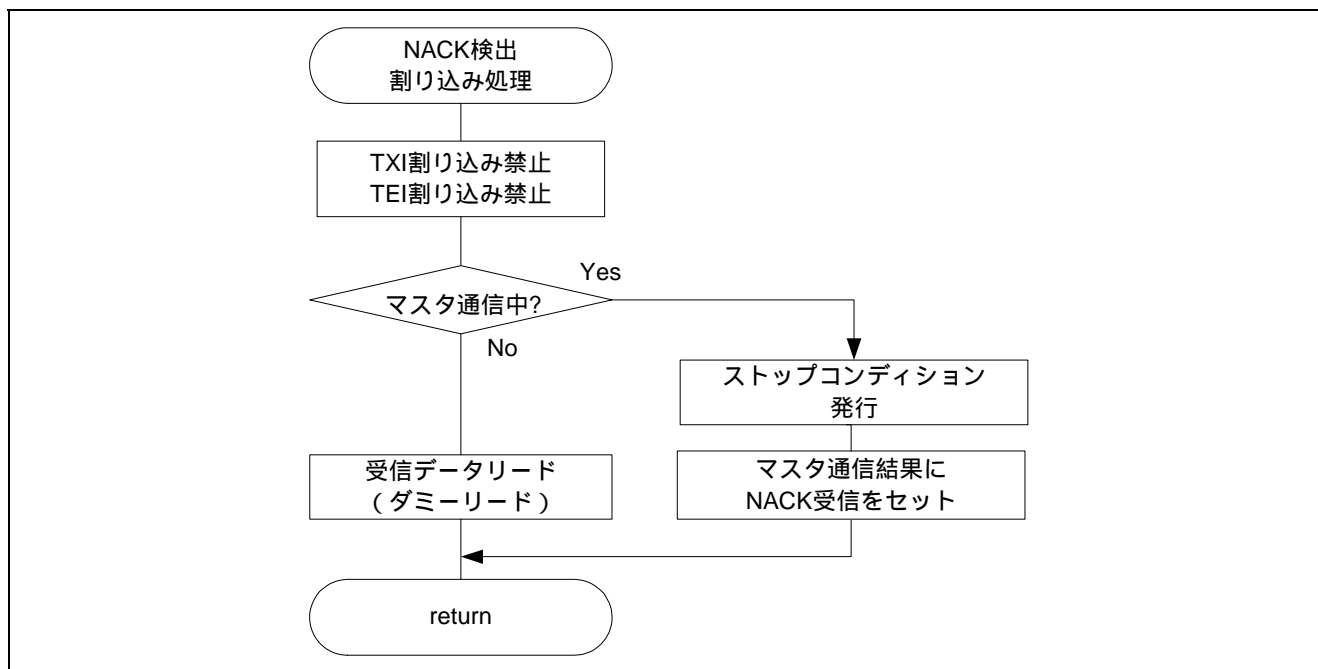 NACK検出
割り込み処理
TXI割り込み禁止
TEI割り込み禁止
Yes
マスタ通信中?
No
ストップコンディション
発行
受信データリード
(ダミーリード)
マスタ通信結果に
NACK受信をセット
return